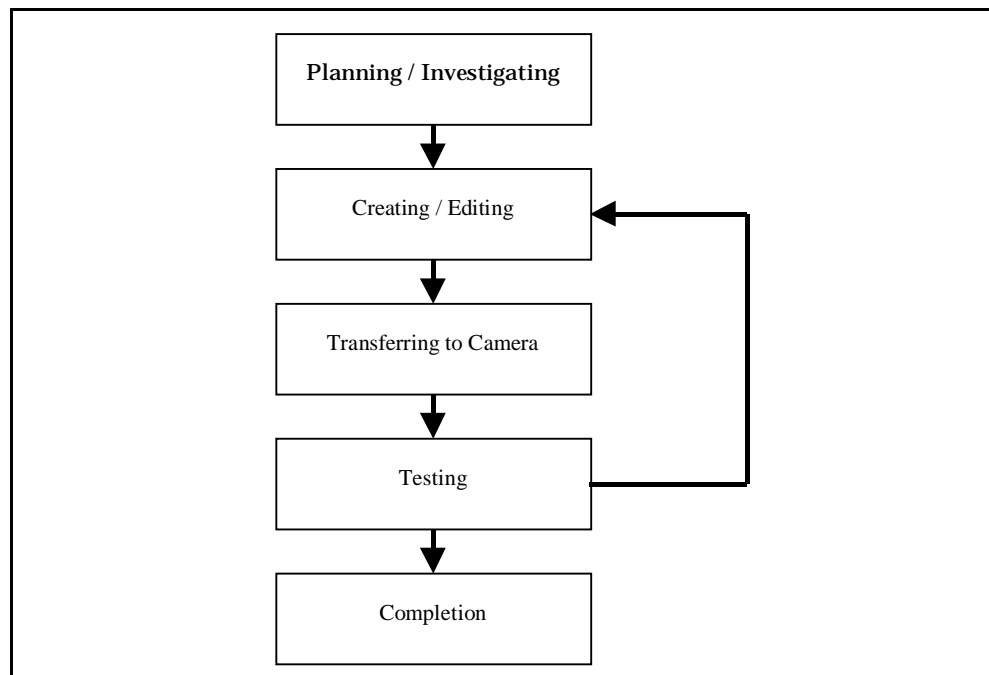 Planning / Investigating
Creating / Editing
Transferring to Camera
Testing
Completion